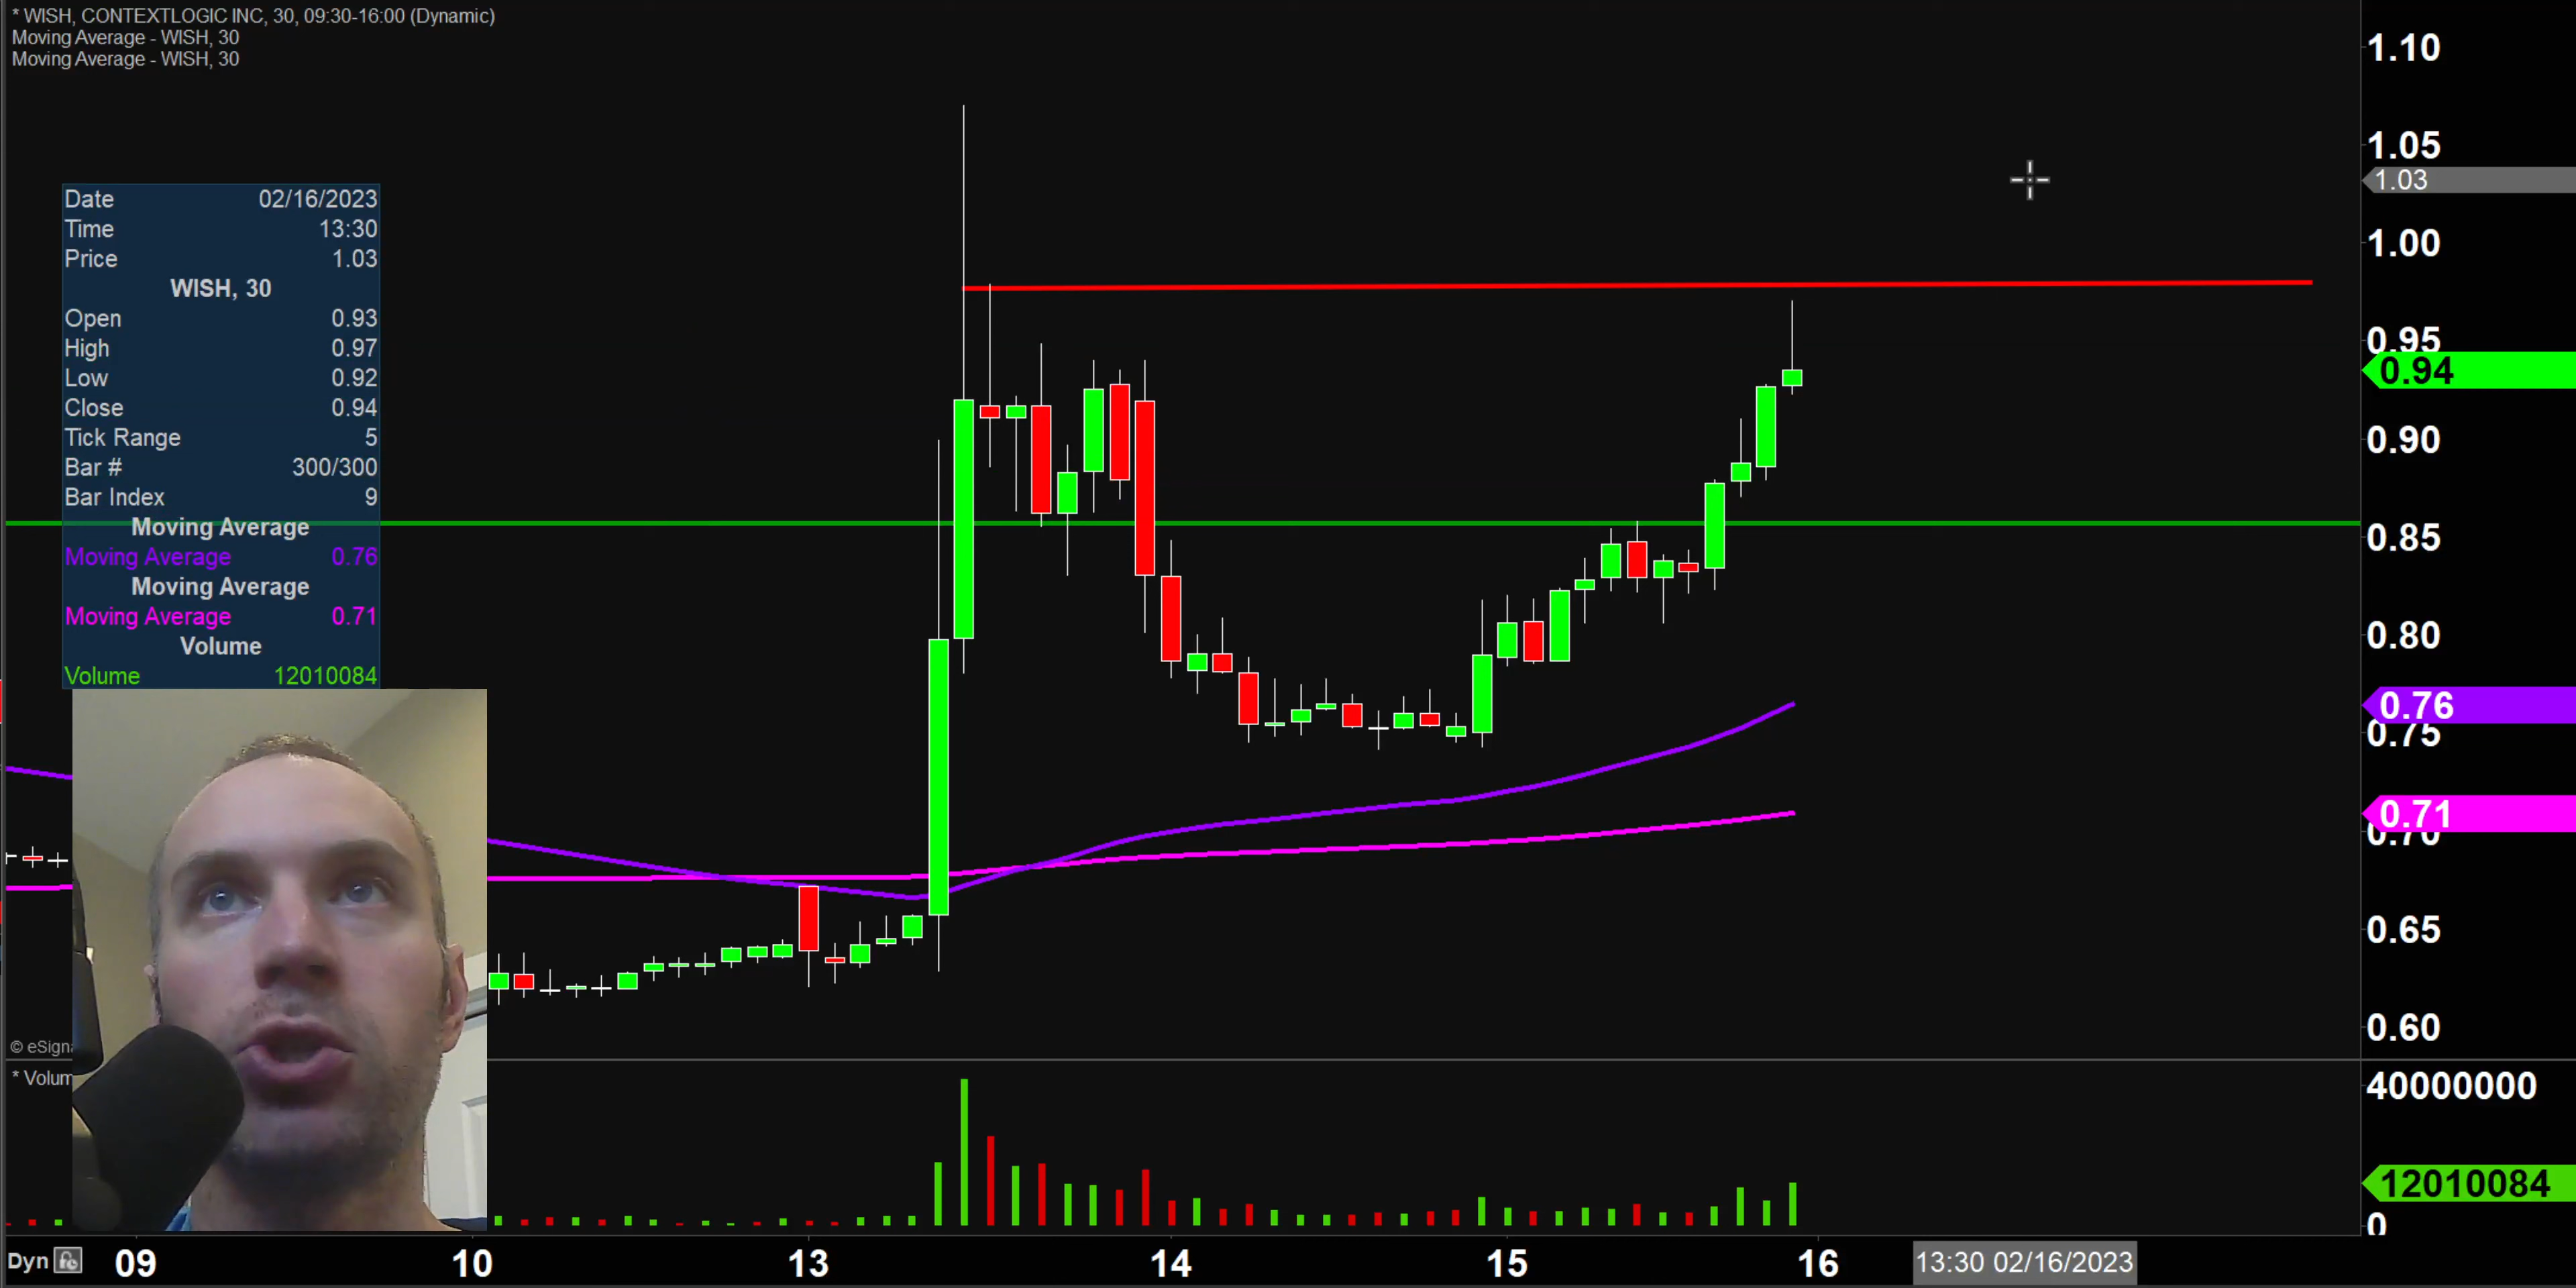 * WISH, CONTEXTLOGIC INC, 30, 09:30-16:00 (Dynamic)
Moving Average - WISH, 30
Moving Average - WISH, 30
1.10
1.05
1.03
1.00
0.95
0.94
0.90
0.85
0.80
0.76
0.75
0.71
0.70
0.65
0.60
Date 02/16/2023
Time 13:30
Price 1.03
WISH, 30
Open 0.93
High 0.97
Low 0.92
Close 0.94
Tick Range 5
Bar # 300/300
Bar Index 9
Moving Average
Moving Average 0.76
Moving Average
Moving Average 0.71
Volume
Volume 12010084
© eSigna
* Volum
40000000
12010084
0
Dyn 09 10 13 14 15 16 13:30 02/16/2023